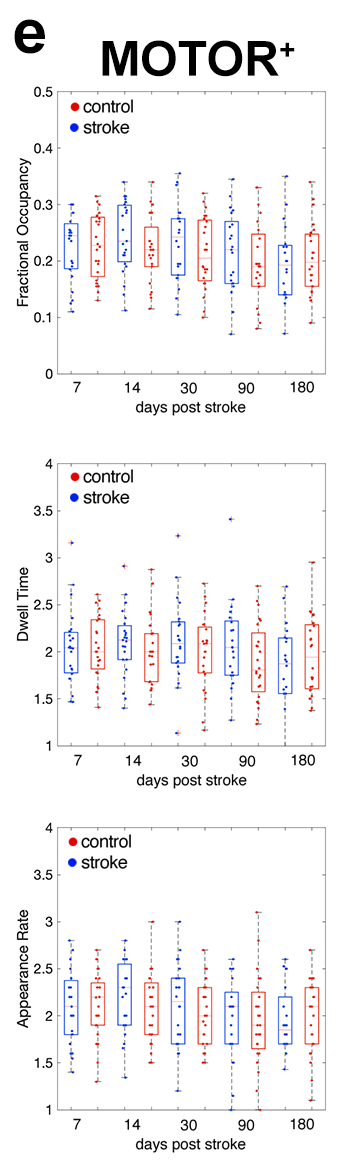 e
MOTOR+
0.5
control
stroke
0.4
0.3
0.2
0.1
0
Fractional Occupancy
7 14 30 90 180
days post stroke
4
control
stroke
3.5
3
2.5
2
1.5
1
Dwell Time
7 14 30 90 180
days post stroke
4
control
stroke
3.5
3
2.5
2
1.5
1
Appearance Rate
7 14 30 90 180
days post stroke